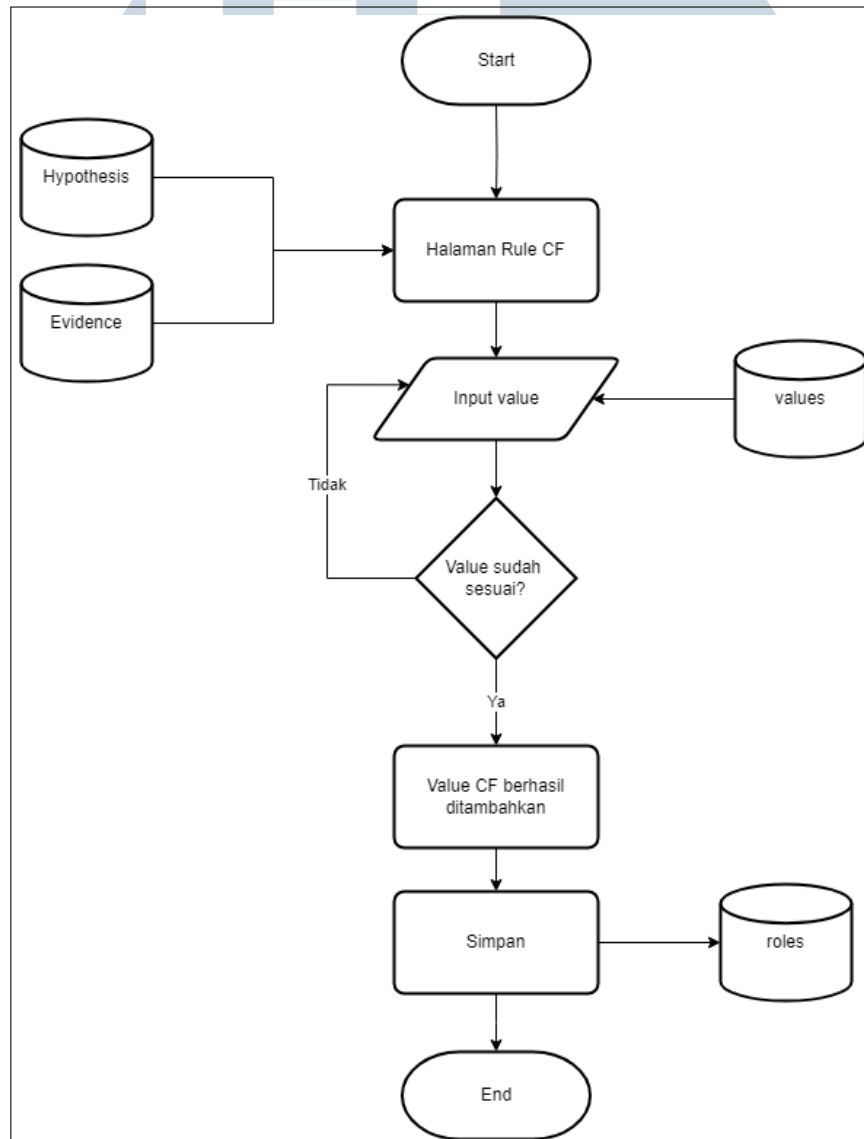 Start
Hypothesis
Halaman Rule CF
Evidence
Input value
values
Tidak
Value sudah
sesuai?
Ya
Value CF berhasil
ditambahkan
Simpan
roles
End